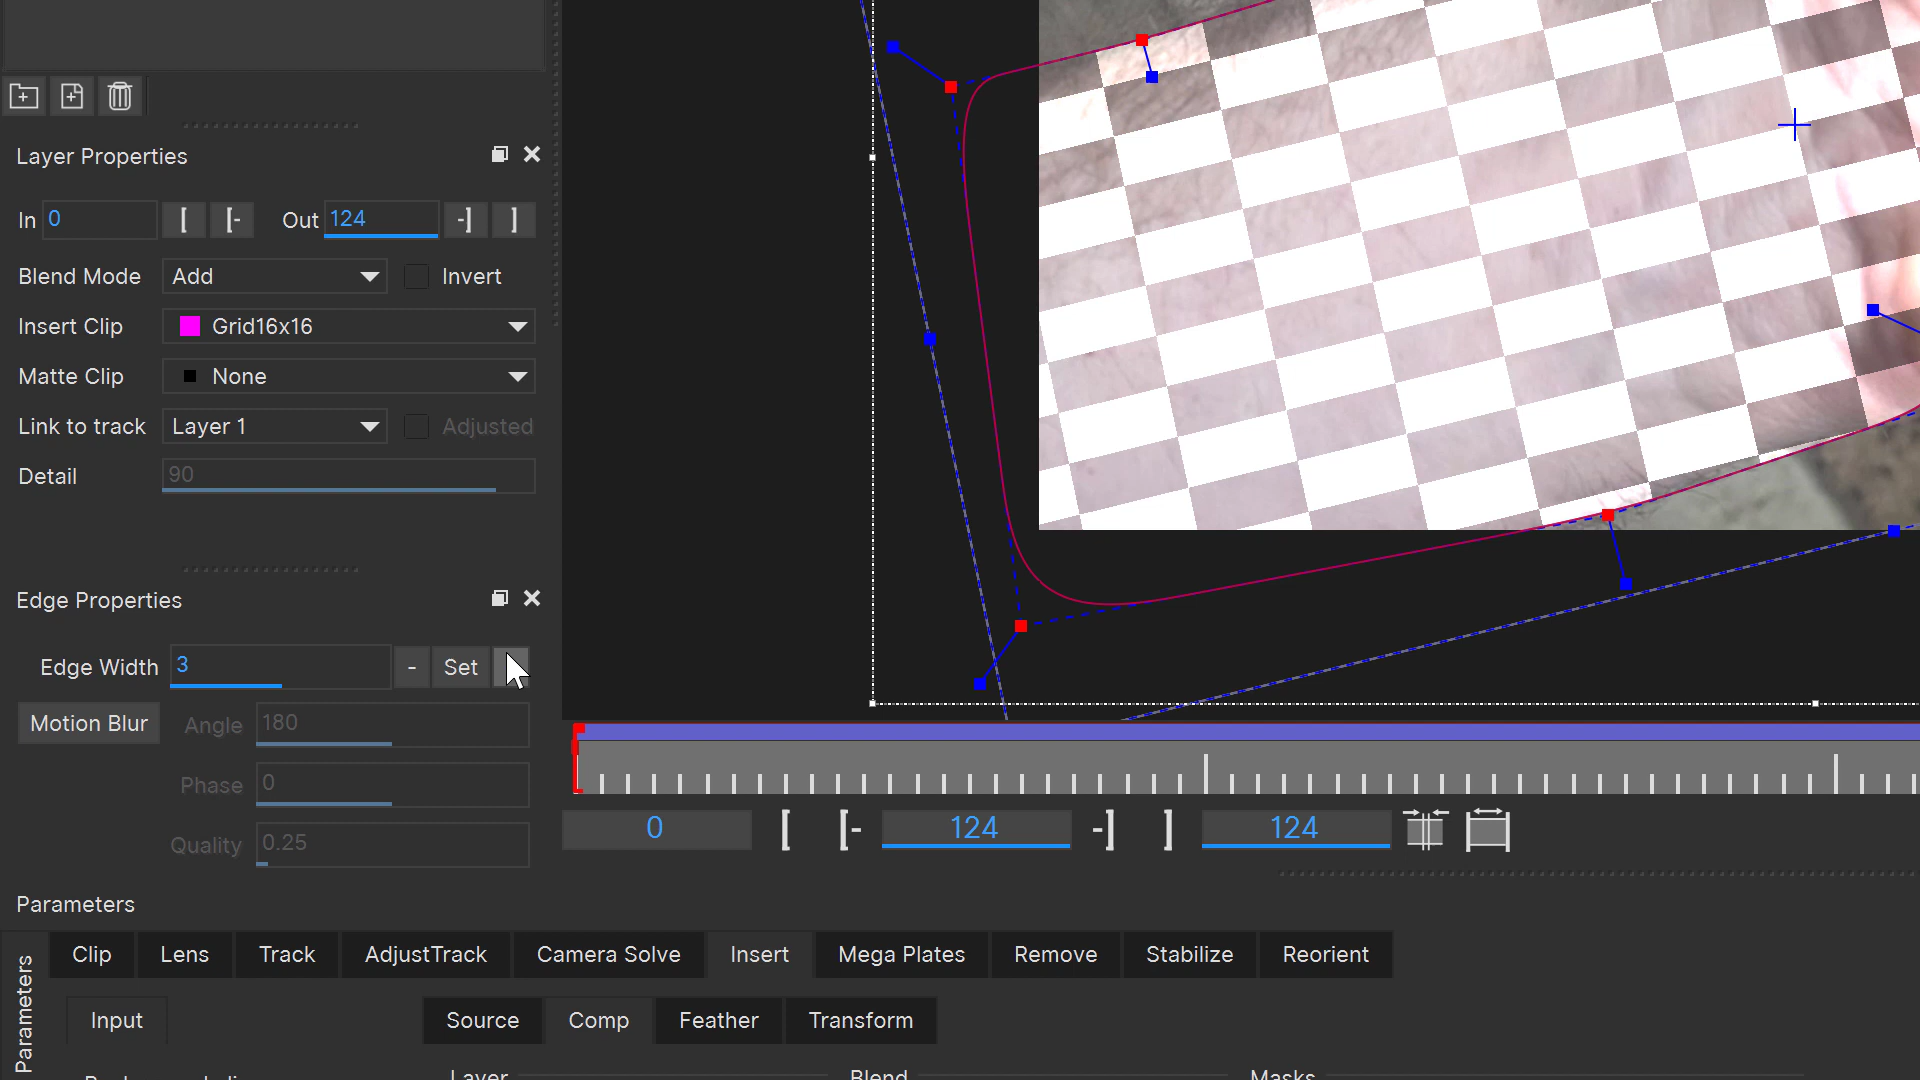 Layer Properties
In 0 [ [- Out 124 -] ]
Blend Mode Add Invert
Insert Clip Grid16x16
Matte Clip None
Link to track Layer 1 Adjusted
Detail 90
Edge Properties
Edge Width 3 - Set
Motion Blur Angle 180
Phase 0
Quality 0.25
0 [ [- 124 -] ] 124
Parameters
Parameters
Clip Lens Track AdjustTrack Camera Solve Insert Mega Plates Remove Stabilize Reorient
Input Source Comp Feather Transform
Layer Blend Masks